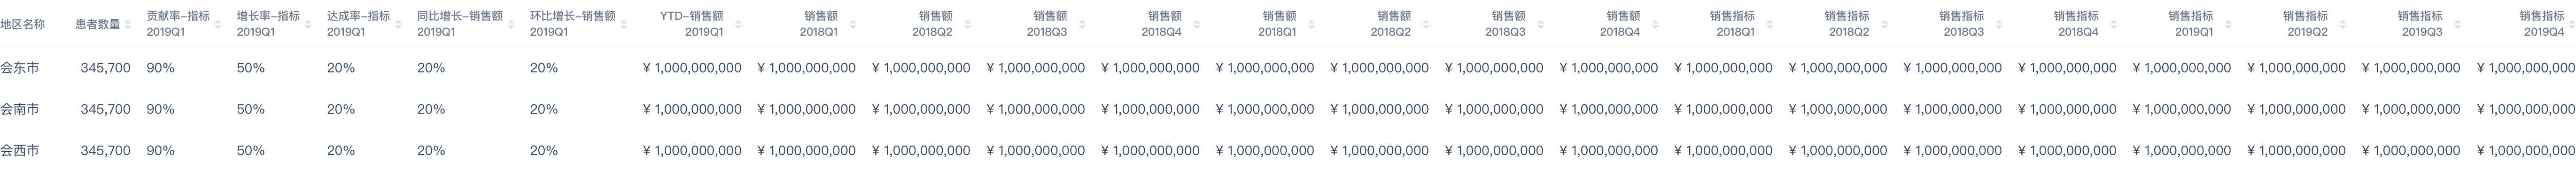 地区名称 患者数量 贡献率-指标 增长率-指标 达成率-指标 同比增长-销售额 环比增长-销售额 YTD-销售额 销售额 销售额 销售额 销售额 销售额 销售额 销售额 销售额 销售指标 销售指标 销售指标 销售指标 销售指标 销售指标 销售指标 销售指标
2019Q1 2019Q1 2019Q1 2019Q1 2019Q1 2019Q1 2018Q1 2018Q2 2018Q3 2018Q4 2018Q1 2018Q2 2018Q3 2018Q4 2018Q1 2018Q2 2018Q3 2018Q4 2019Q1 2019Q2 2019Q3 2019Q4
会东市 345,700 90% 50% 20% 20% 20% ¥ 1,000,000,000 ¥ 1,000,000,000 ¥ 1,000,000,000 ¥ 1,000,000,000 ¥ 1,000,000,000 ¥ 1,000,000,000 ¥ 1,000,000,000 ¥ 1,000,000,000 ¥ 1,000,000,000 ¥ 1,000,000,000 ¥ 1,000,000,000 ¥ 1,000,000,000 ¥ 1,000,000,000 ¥ 1,000,000,000 ¥ 1,000,000,000 ¥ 1,000,000,000 ¥ 1,000,000,000
会南市 345,700 90% 50% 20% 20% 20% ¥ 1,000,000,000 ¥ 1,000,000,000 ¥ 1,000,000,000 ¥ 1,000,000,000 ¥ 1,000,000,000 ¥ 1,000,000,000 ¥ 1,000,000,000 ¥ 1,000,000,000 ¥ 1,000,000,000 ¥ 1,000,000,000 ¥ 1,000,000,000 ¥ 1,000,000,000 ¥ 1,000,000,000 ¥ 1,000,000,000 ¥ 1,000,000,000 ¥ 1,000,000,000 ¥ 1,000,000,000
会西市 345,700 90% 50% 20% 20% 20% ¥ 1,000,000,000 ¥ 1,000,000,000 ¥ 1,000,000,000 ¥ 1,000,000,000 ¥ 1,000,000,000 ¥ 1,000,000,000 ¥ 1,000,000,000 ¥ 1,000,000,000 ¥ 1,000,000,000 ¥ 1,000,000,000 ¥ 1,000,000,000 ¥ 1,000,000,000 ¥ 1,000,000,000 ¥ 1,000,000,000 ¥ 1,000,000,000 ¥ 1,000,000,000 ¥ 1,000,000,000